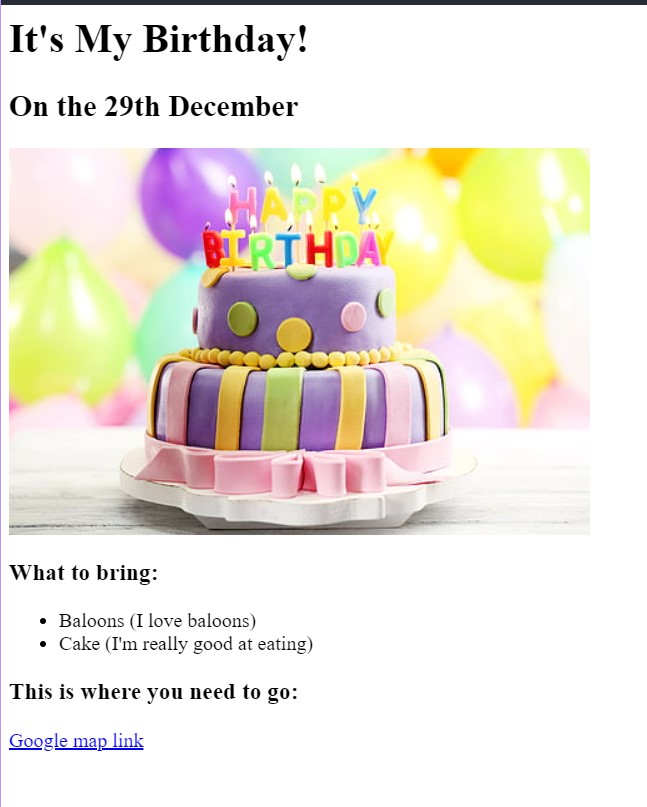 It's My Birthday!
On the 29th December
HAPPY
BIRTHDAY
What to bring:
Baloons (I love baloons)
Cake (I'm really good at eating)
This is where you need to go:
Google map link